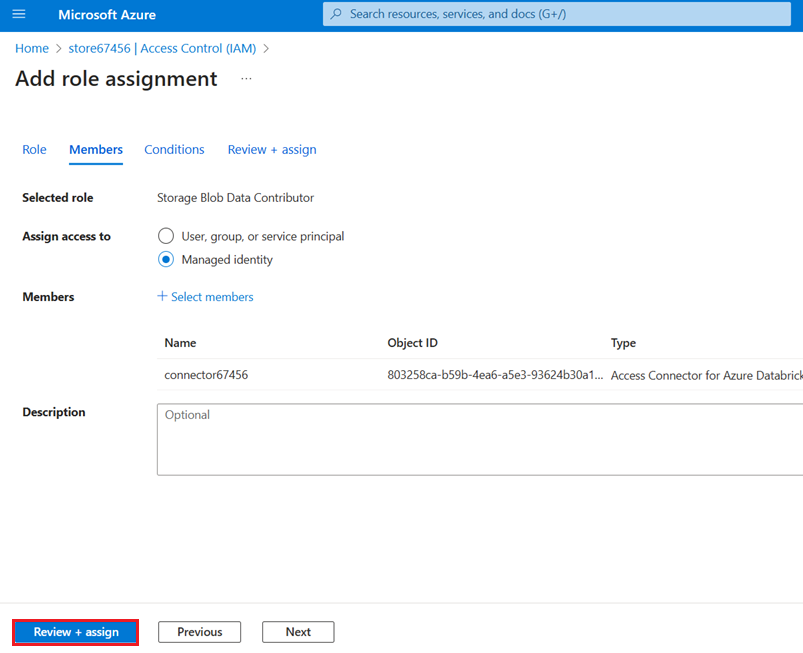 Microsoft Azure
Search resources, services, and docs (G+/)
Home > store67456 | Access Control (IAM) >
Add role assignment ...
Role Members Conditions Review + assign
Selected role Storage Blob Data Contributor
Assign access to User, group, or service principal
Managed identity
Members + Select members
Name Object ID Type
connector67456 803258ca-b59b-4ea6-a5e3-93624b30a1... Access Connector for Azure Databrick
Description Optional
Review + assign Previous Next